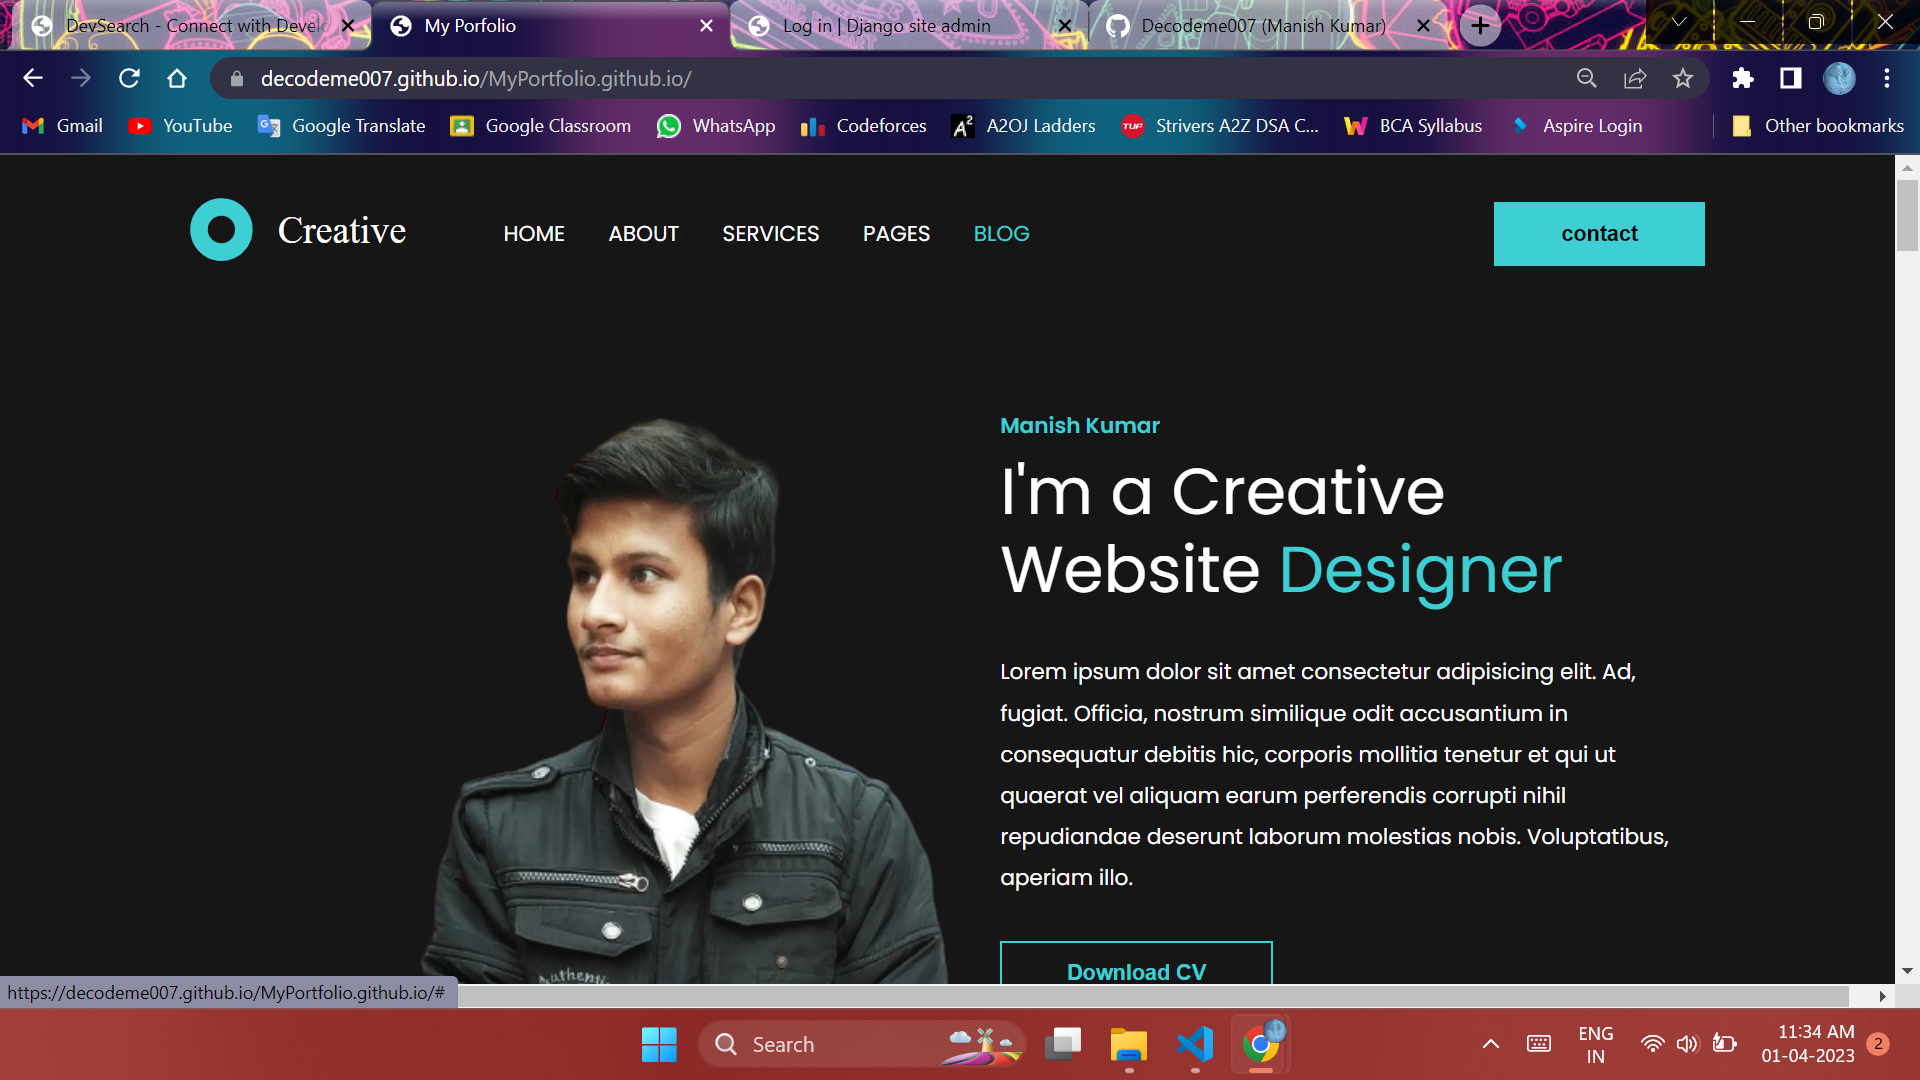 DevSearch - Connect with Devel
My Porfolio
Log in | Django site admin
Decodeme007 (Manish Kumar)
decodeme007.github.io/MyPortfolio.github.io/
Gmail
YouTube
Google Translate
Google Classroom
WhatsApp
Codeforces
A2OJ Ladders
TUF
Strivers A2Z DSA C...
BCA Syllabus
Aspire Login
Other bookmarks
Creative
HOME
ABOUT
SERVICES
PAGES
BLOG
contact
Manish Kumar
I'm a Creative
Website Designer
Lorem ipsum dolor sit amet consectetur adipisicing elit. Ad,
fugiat. Officia, nostrum similique odit accusantium in
consequatur debitis hic, corporis mollitia tenetur et qui ut
quaerat vel aliquam earum perferendis corrupti nihil
repudiandae deserunt laborum molestias nobis. Voluptatibus,
aperiam illo.
Download CV
https://decodeme007.github.io/MyPortfolio.github.io/#
Search
ENG
IN
11:34 AM
01-04-2023
2